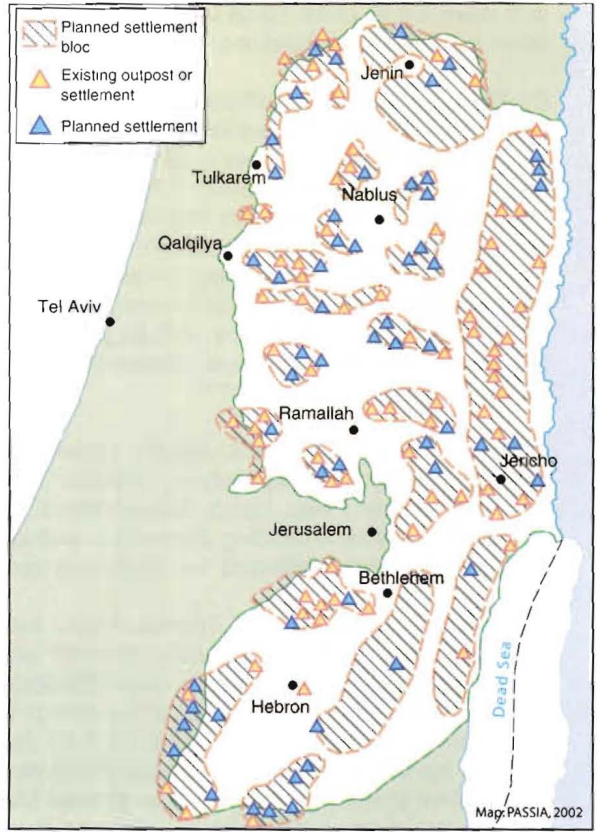 Planned settlement
bloc
Existing outpost or
settlement
Planned settlement
Jenin
Tulkarem
Nablus
Qalqilya
Tel Aviv
Ramallah
Jericho
Jerusalem
Bethlehem
Hebron
Dead Sea
Map: PASSIA, 2002